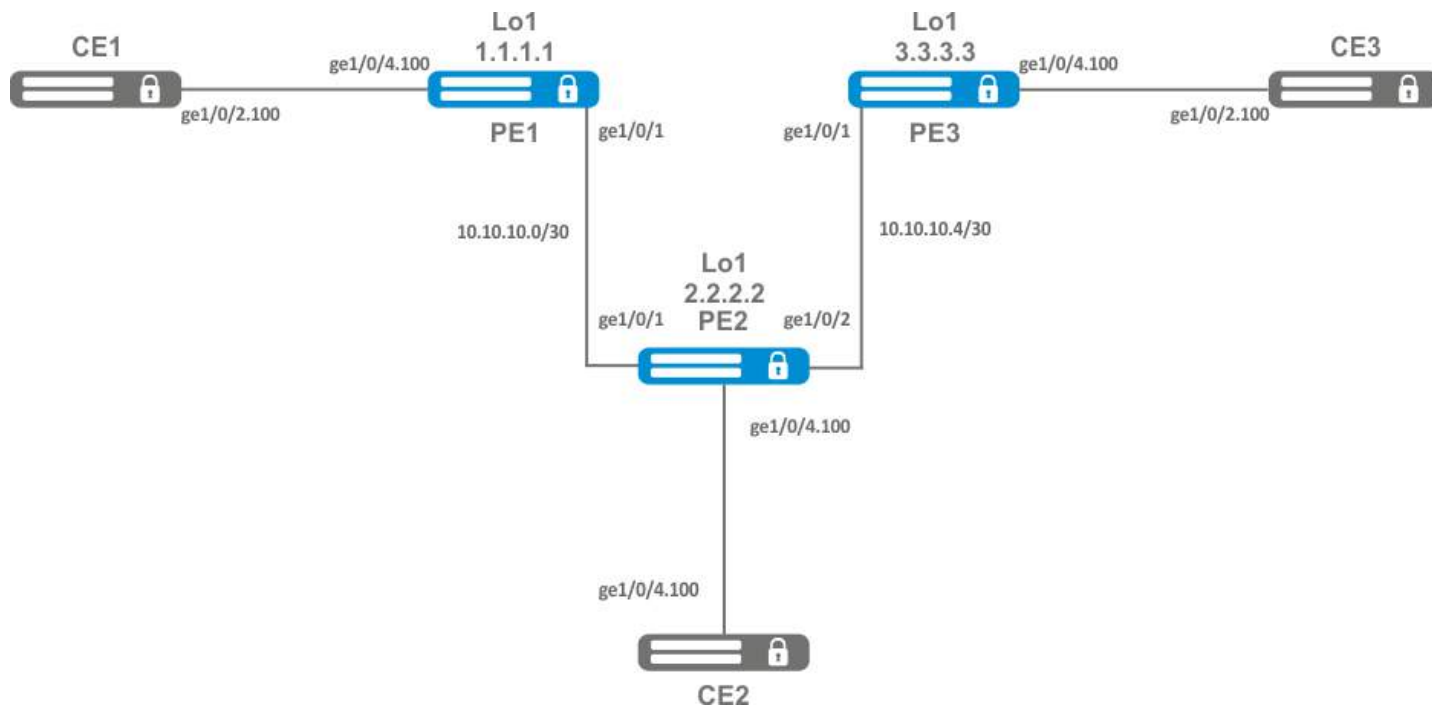 Lo1
1.1.1.1
Lo1
3.3.3.3
CE1
CE3
ge1/0/4.100
ge1/0/4.100
ge1/0/2.100
ge1/0/2.100
PE1
PE3
ge1/0/1
ge1/0/1
10.10.10.0/30
10.10.10.4/30
Lo1
2.2.2.2
PE2
ge1/0/1
ge1/0/2
ge1/0/4.100
ge1/0/4.100
CE2